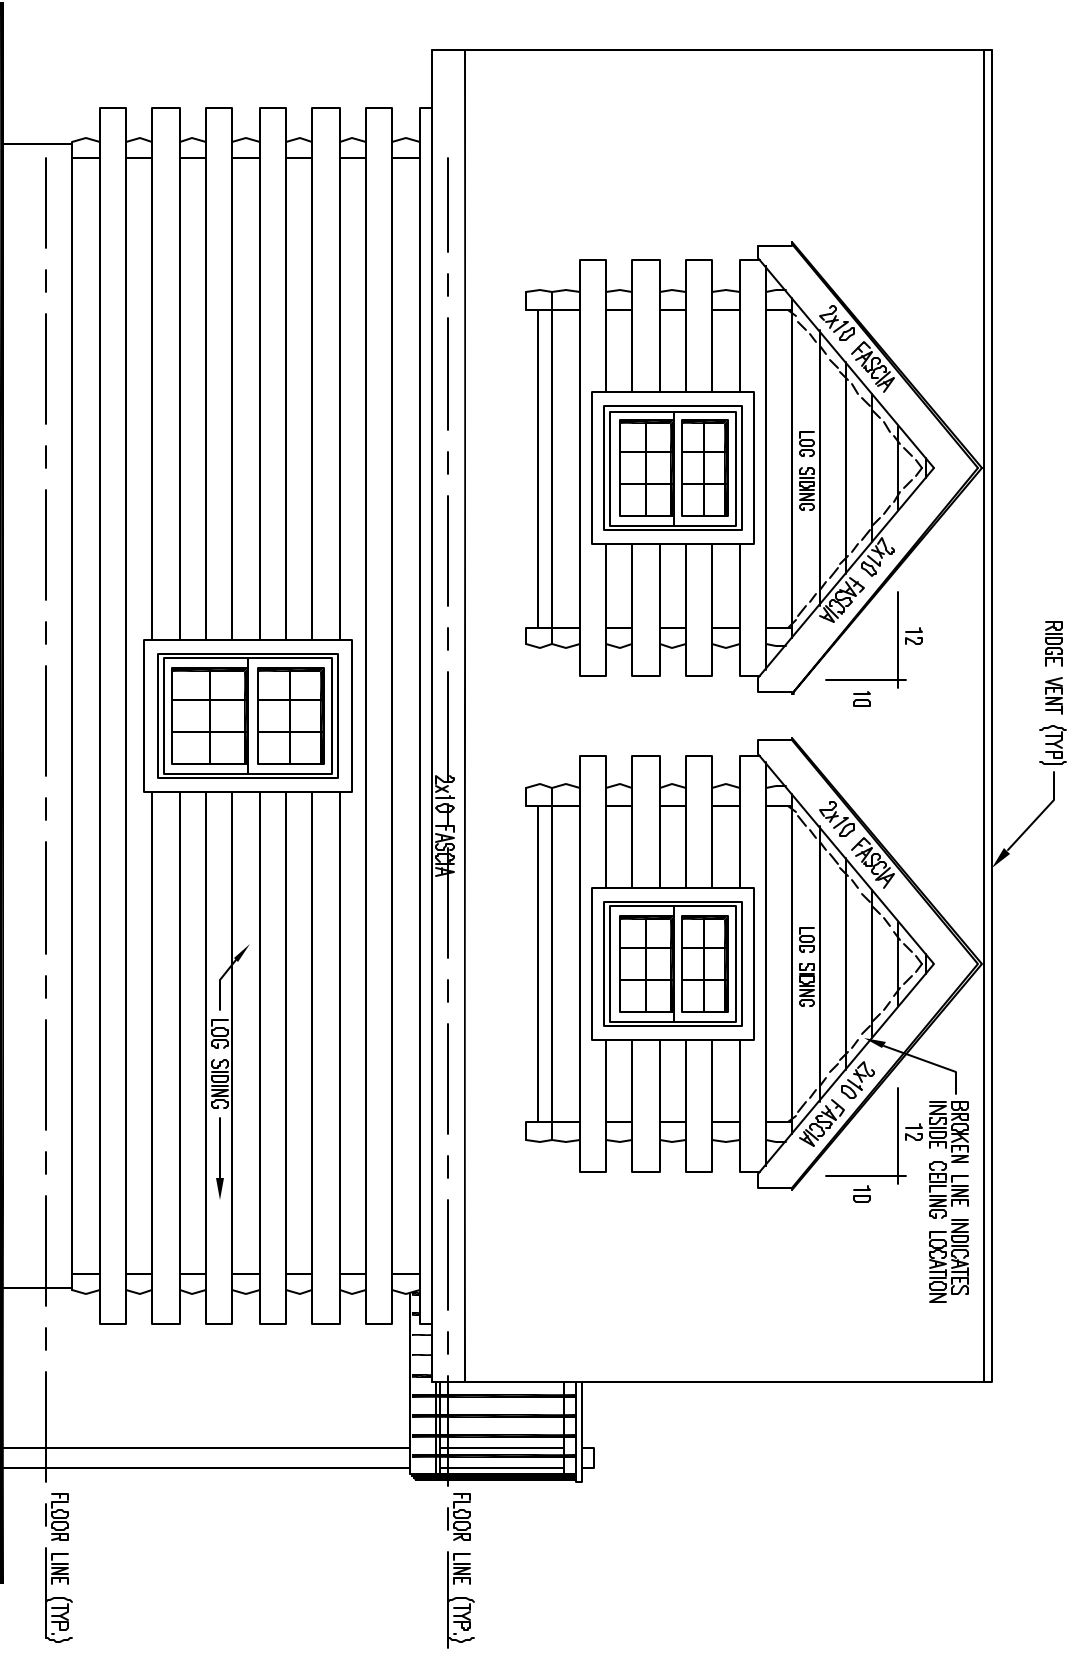 RIDGE VENT (TYP)
BROKEN LINE INDICATES
INSIDE CEILING LOCATION
2x10 FASCIA
2x10 FASCIA
12
10
2x10 FASCIA
2x10 FASCIA
12
10
LOG SIDING
LOG SIDING
2x10 FASCIA
FLOOR LINE (TYP.)
LOG SIDING
FLOOR LINE (TYP.)